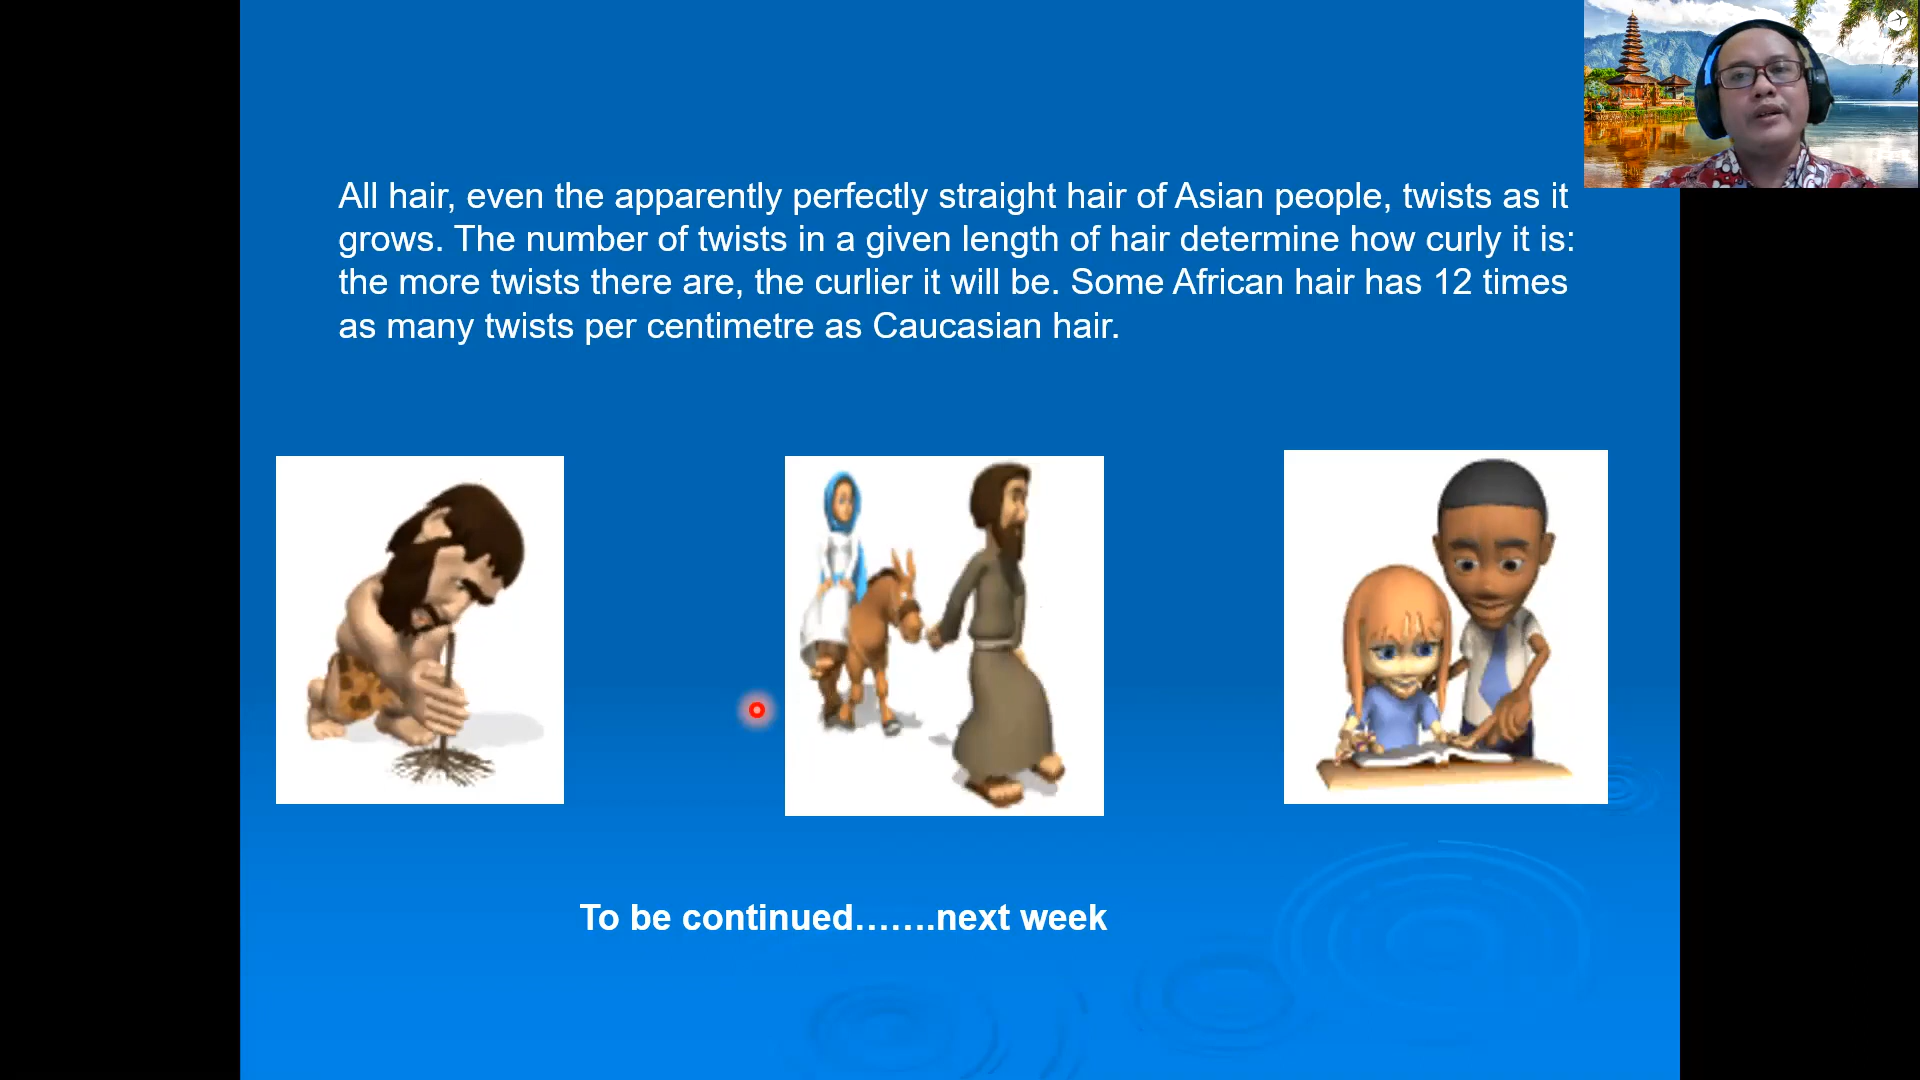 All hair, even the apparently perfectly straight hair of Asian people, twists as it
grows. The number of twists in a given length of hair determine how curly it is:
the more twists there are, the curlier it will be. Some African hair has 12 times
as many twists per centimetre as Caucasian hair.
To be continued…….next week